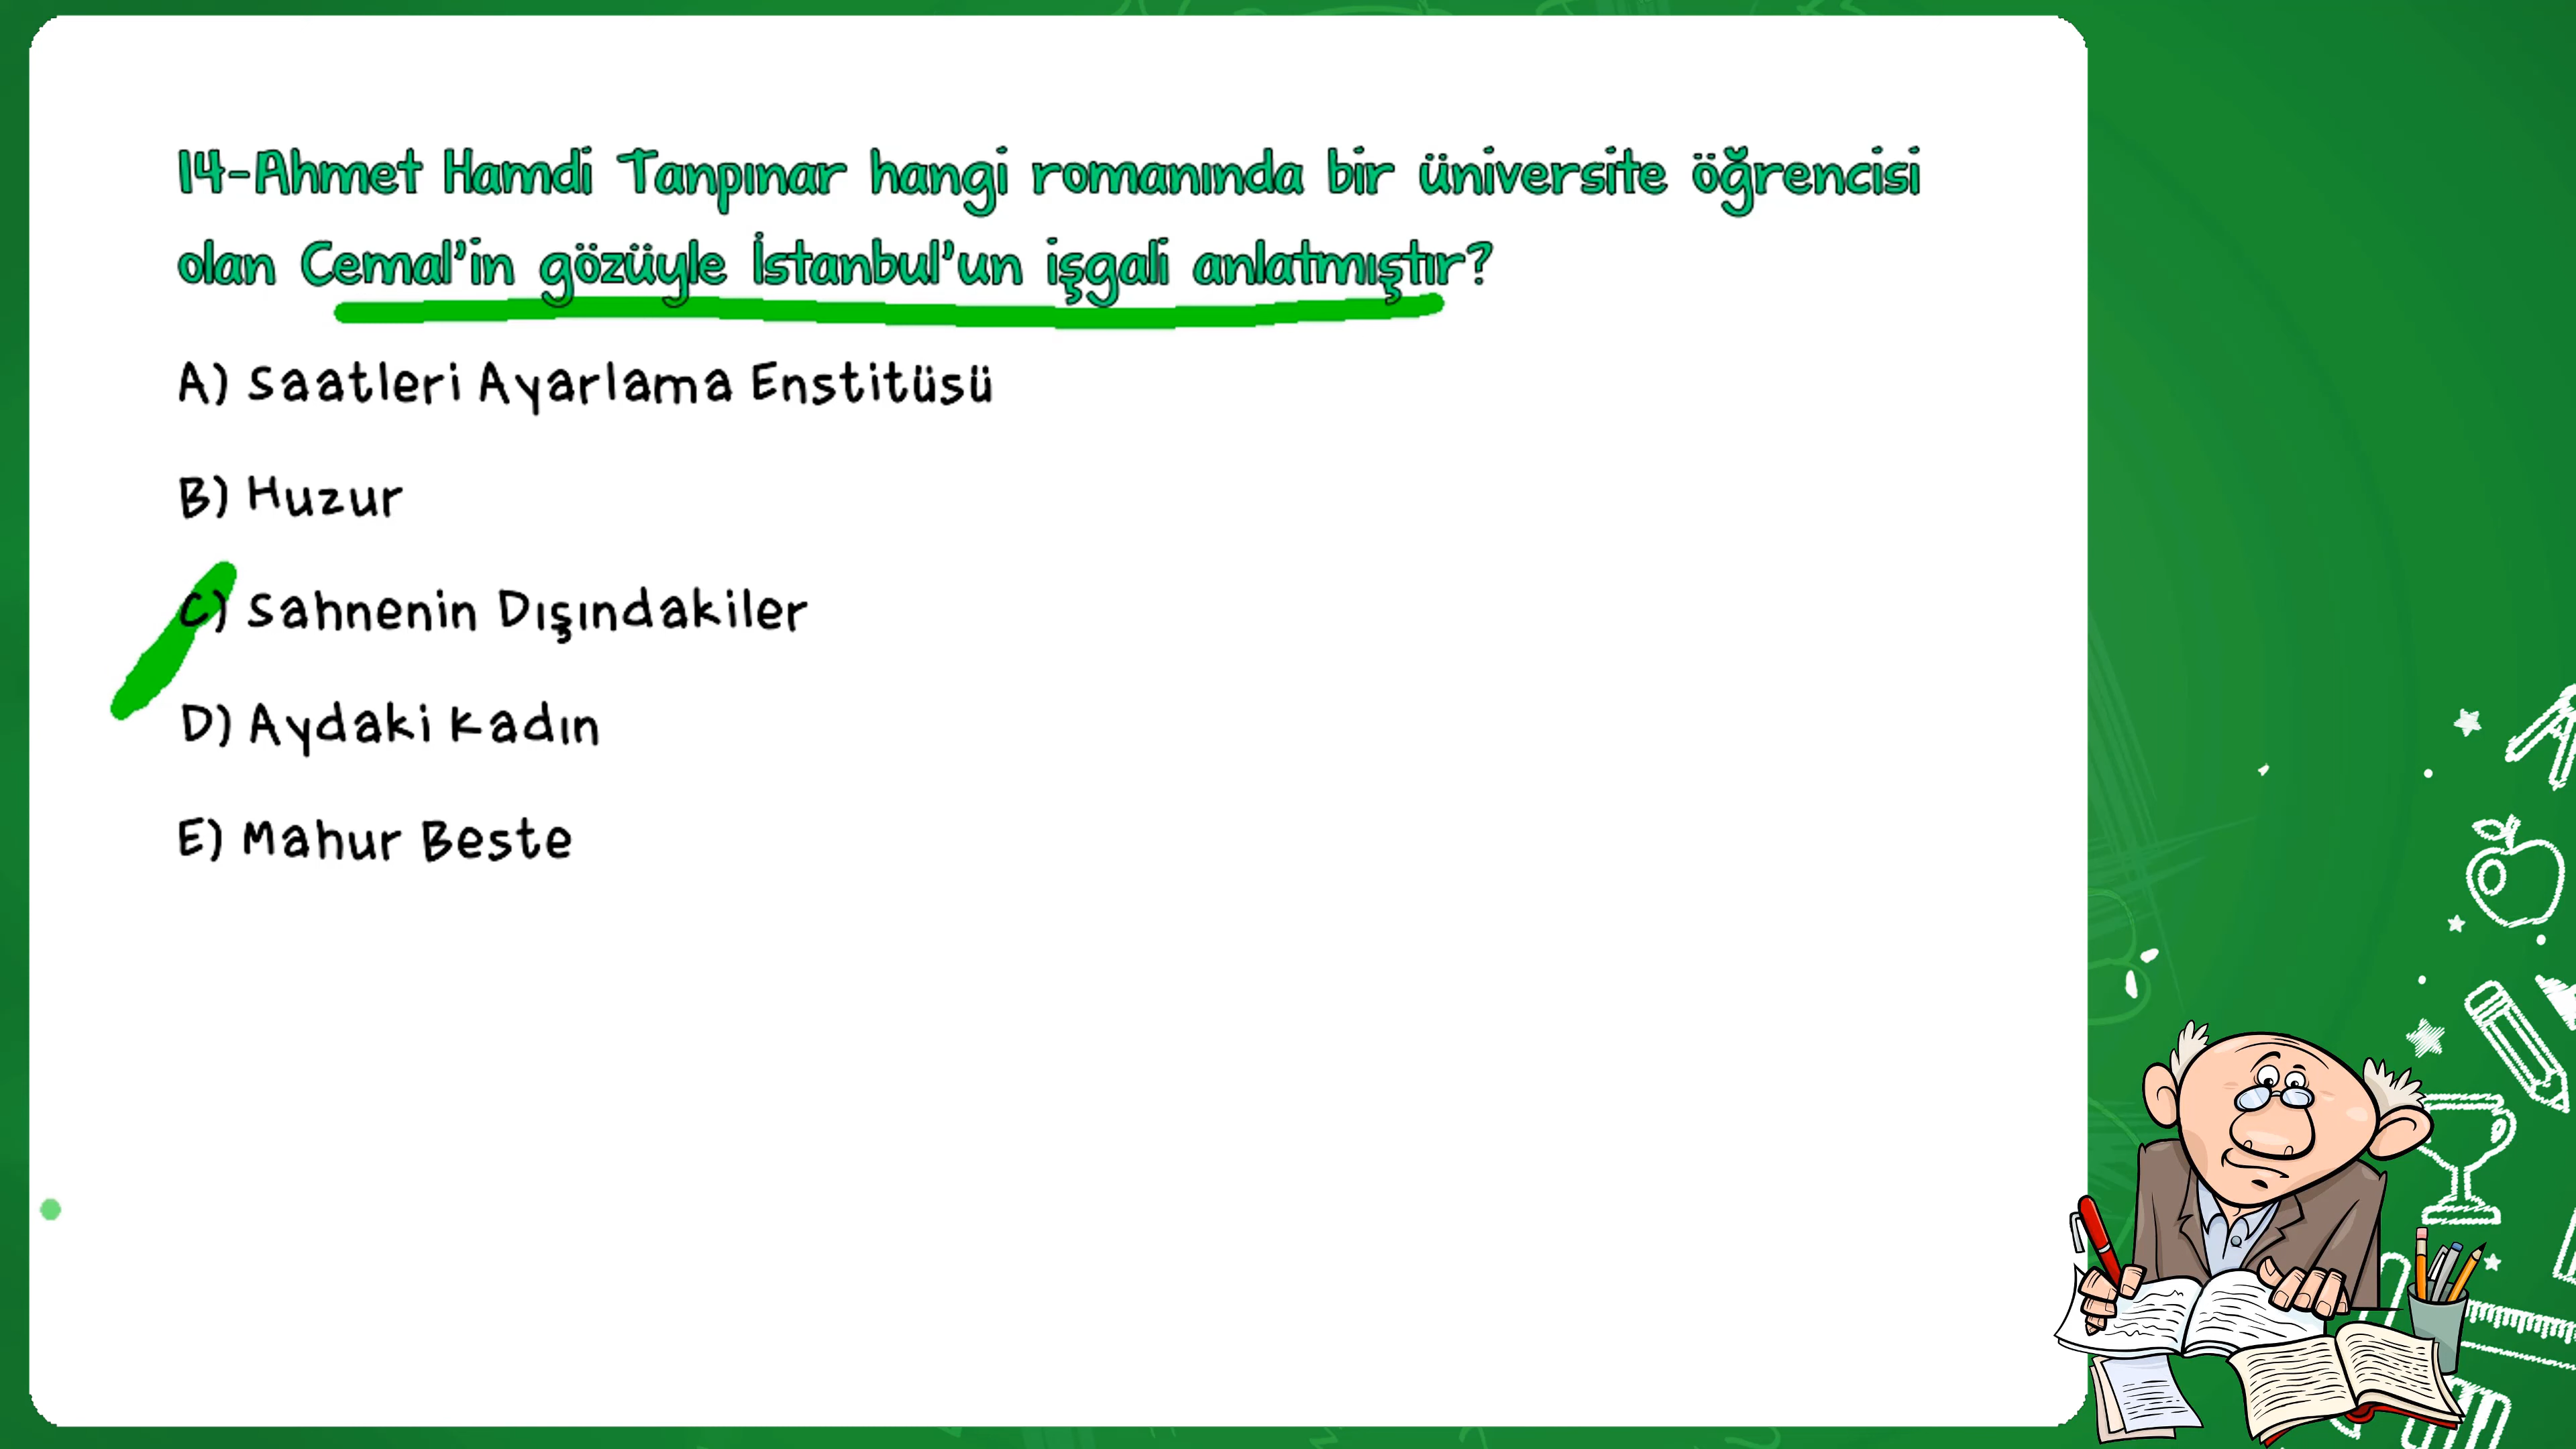 14-Ahmet Hamdi Tanpınar hangi romanında bir üniversite öğrencisi
olan Cemal'in gözüyle İstanbul'un işgali anlatmıştır?
A) Saatleri Ayarlama Enstitüsü
B) Huzur
C) Sahnenin Dışındakiler
D) Aydaki Kadın
E) Mahur Beste